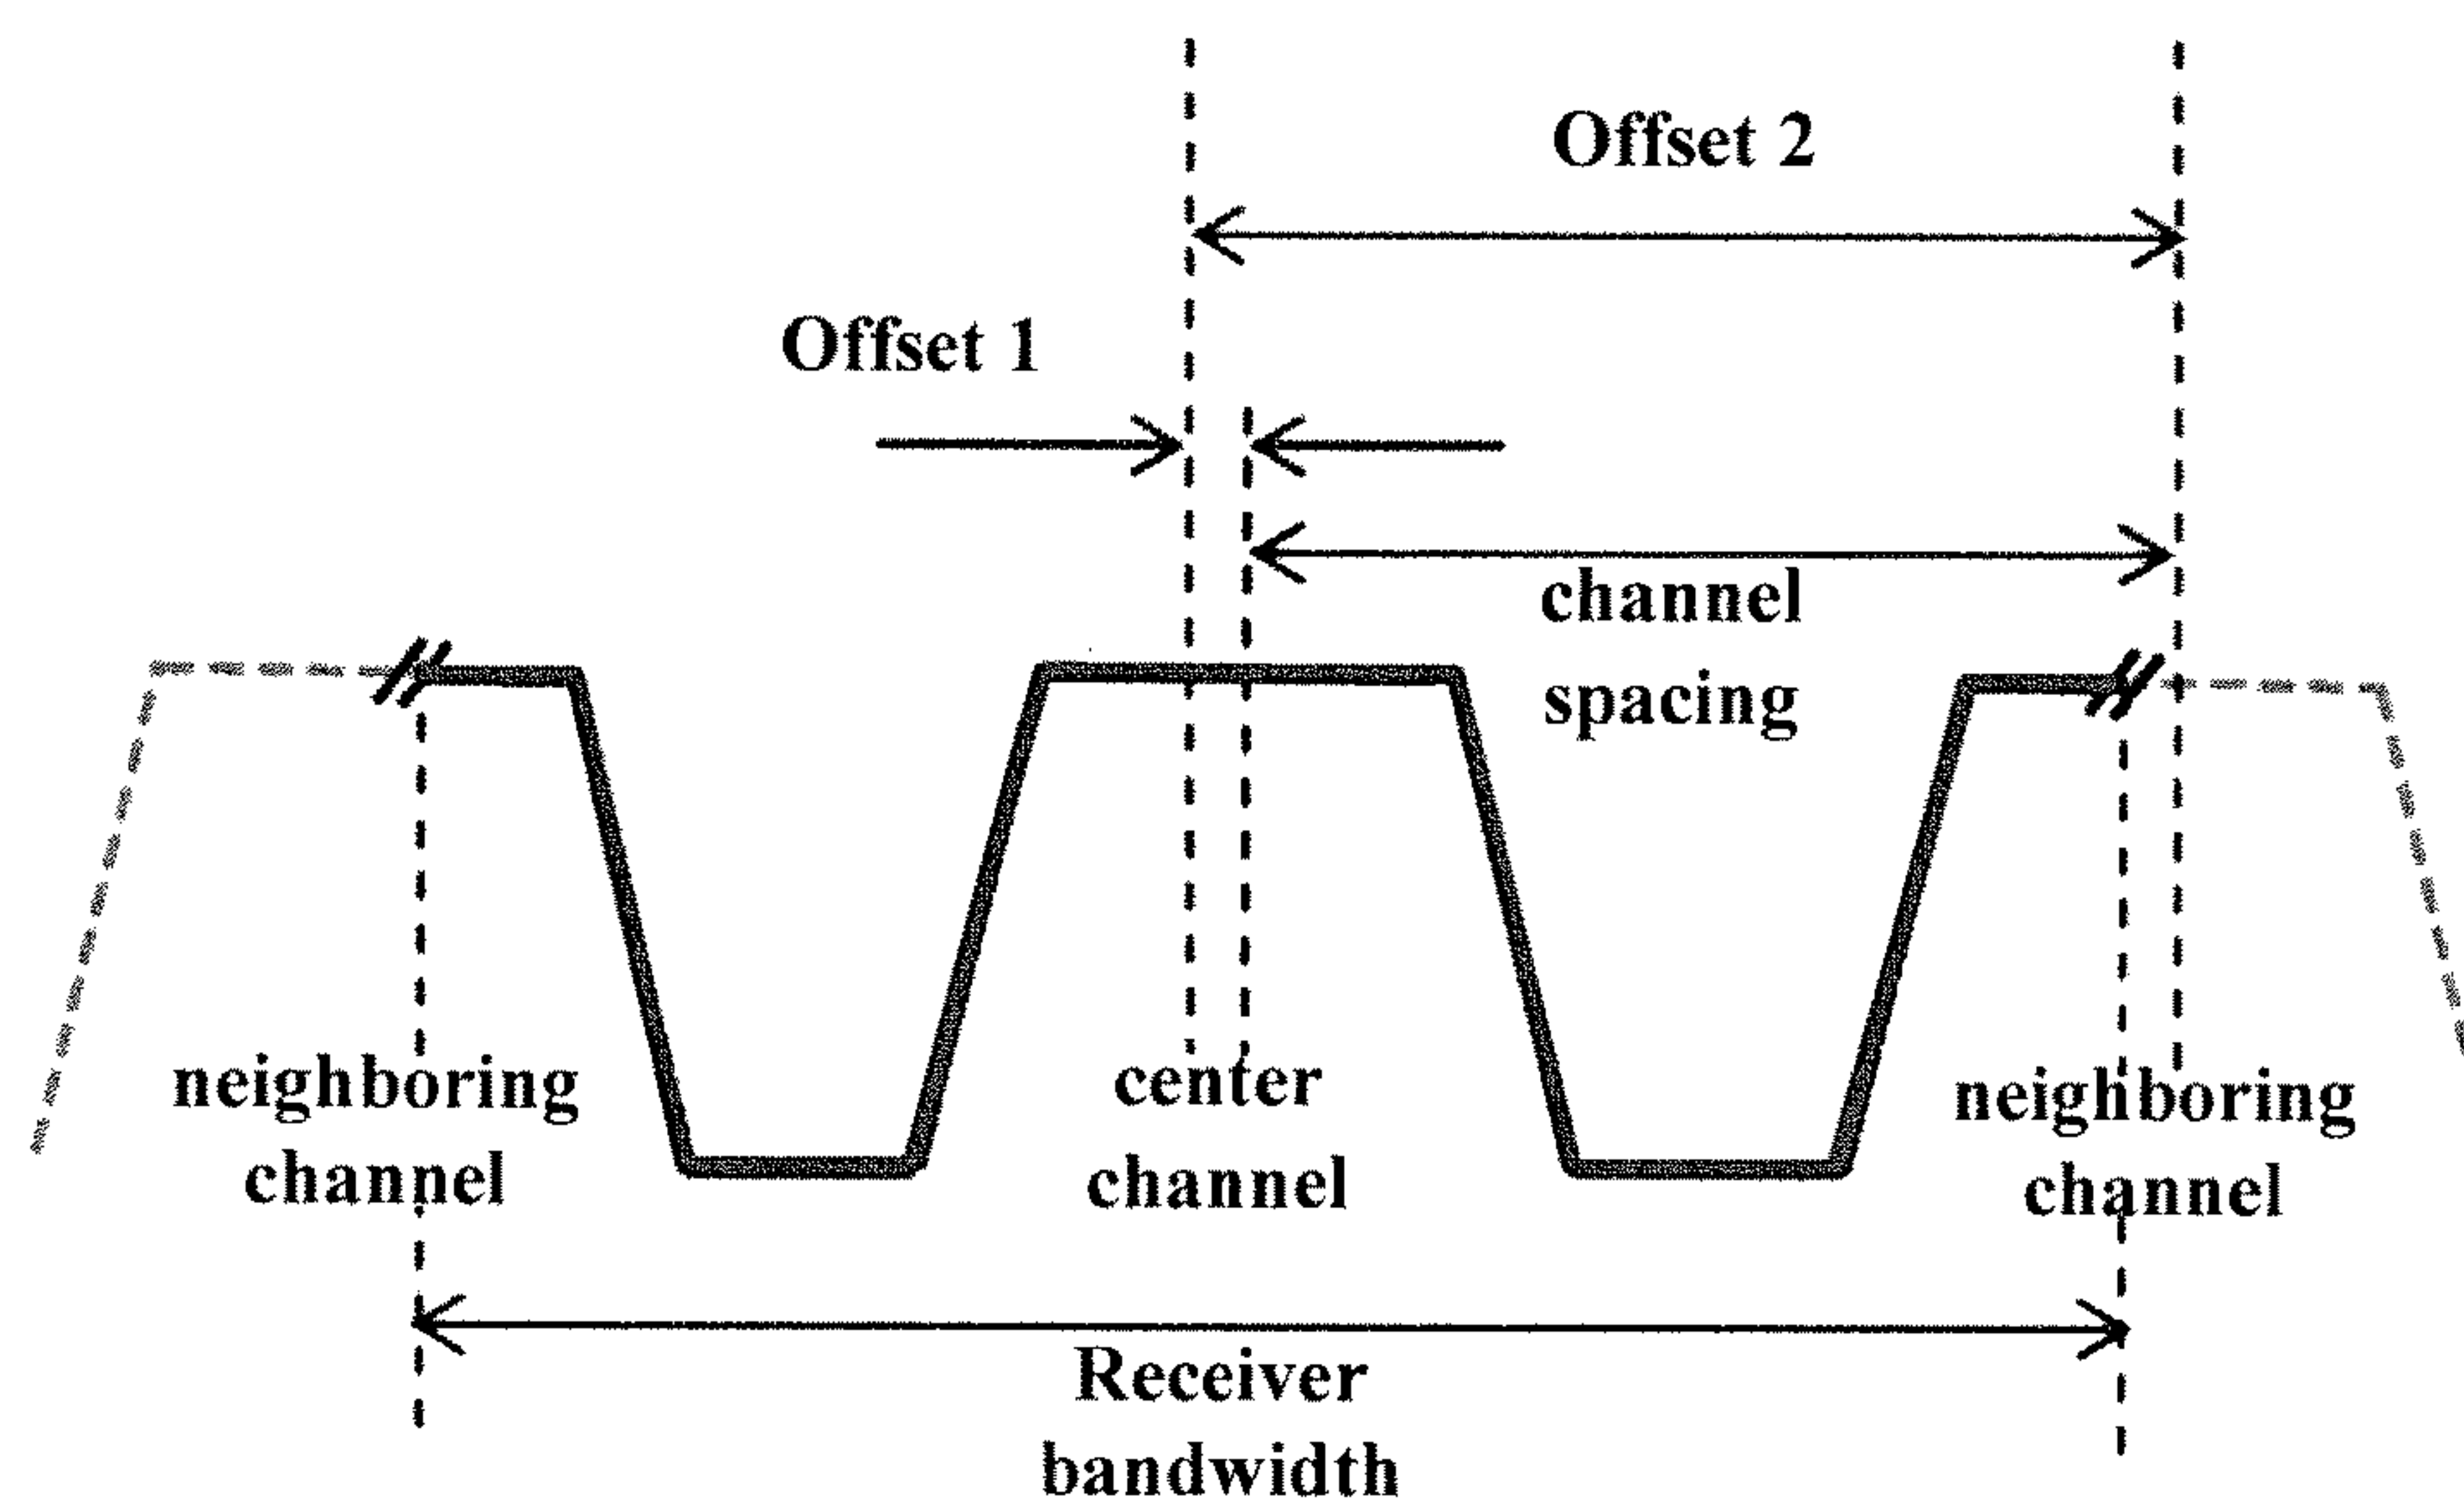 Offset 2
Offset 1
channel
spacing
neighboring
channel
center
channel
neighboring
channel
Receiver
bandwidth